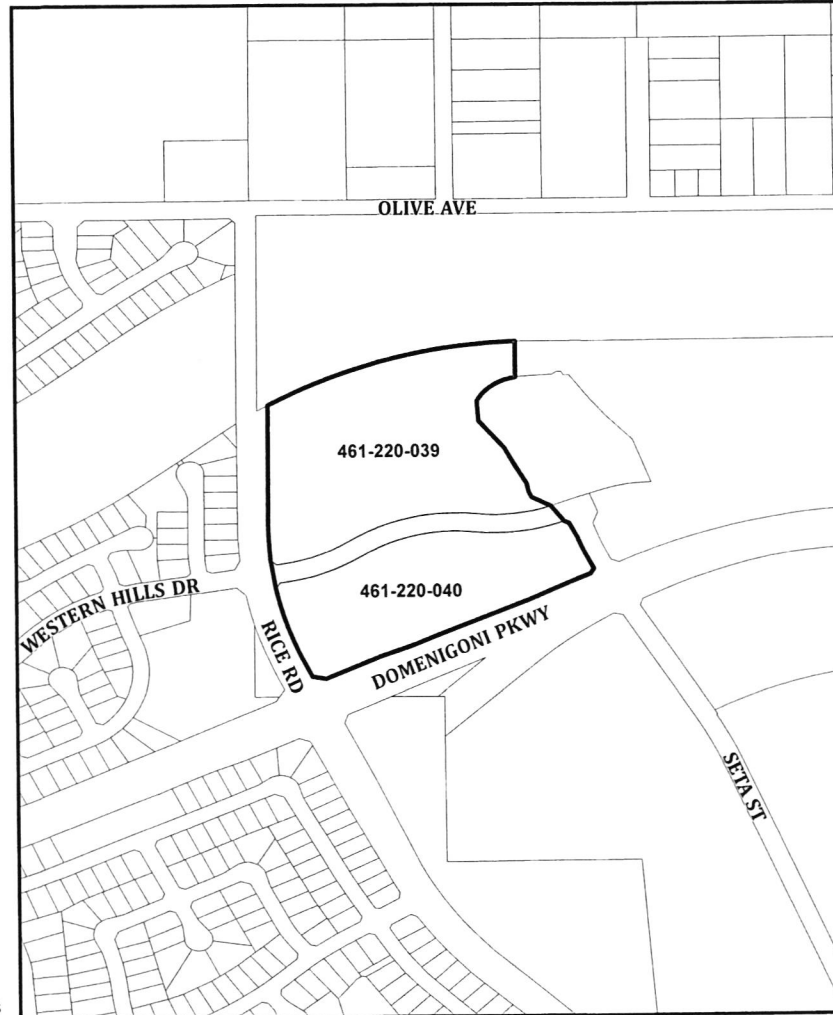 OLIVE AVE
461-220-039
461-220-040
WESTERN HILLS DR
RICE RD
DOMENIGONI PKWY
SETA ST